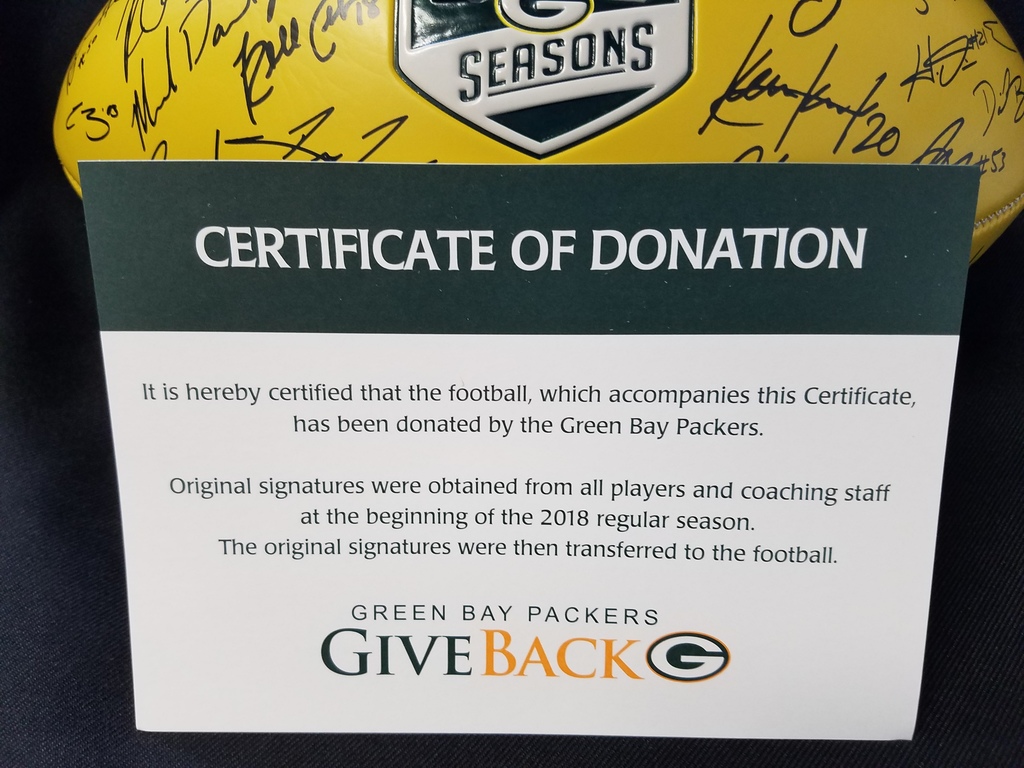 SEASONS
20
#53
CERTIFICATE OF DONATION
It is hereby certified that the football, which accompanies this Certificate,
has been donated by the Green Bay Packers.
Original signatures were obtained from all players and coaching staff
at the beginning of the 2018 regular season.
The original signatures were then transferred to the football.
GREEN BAY PACKERS
GIVEBACK G